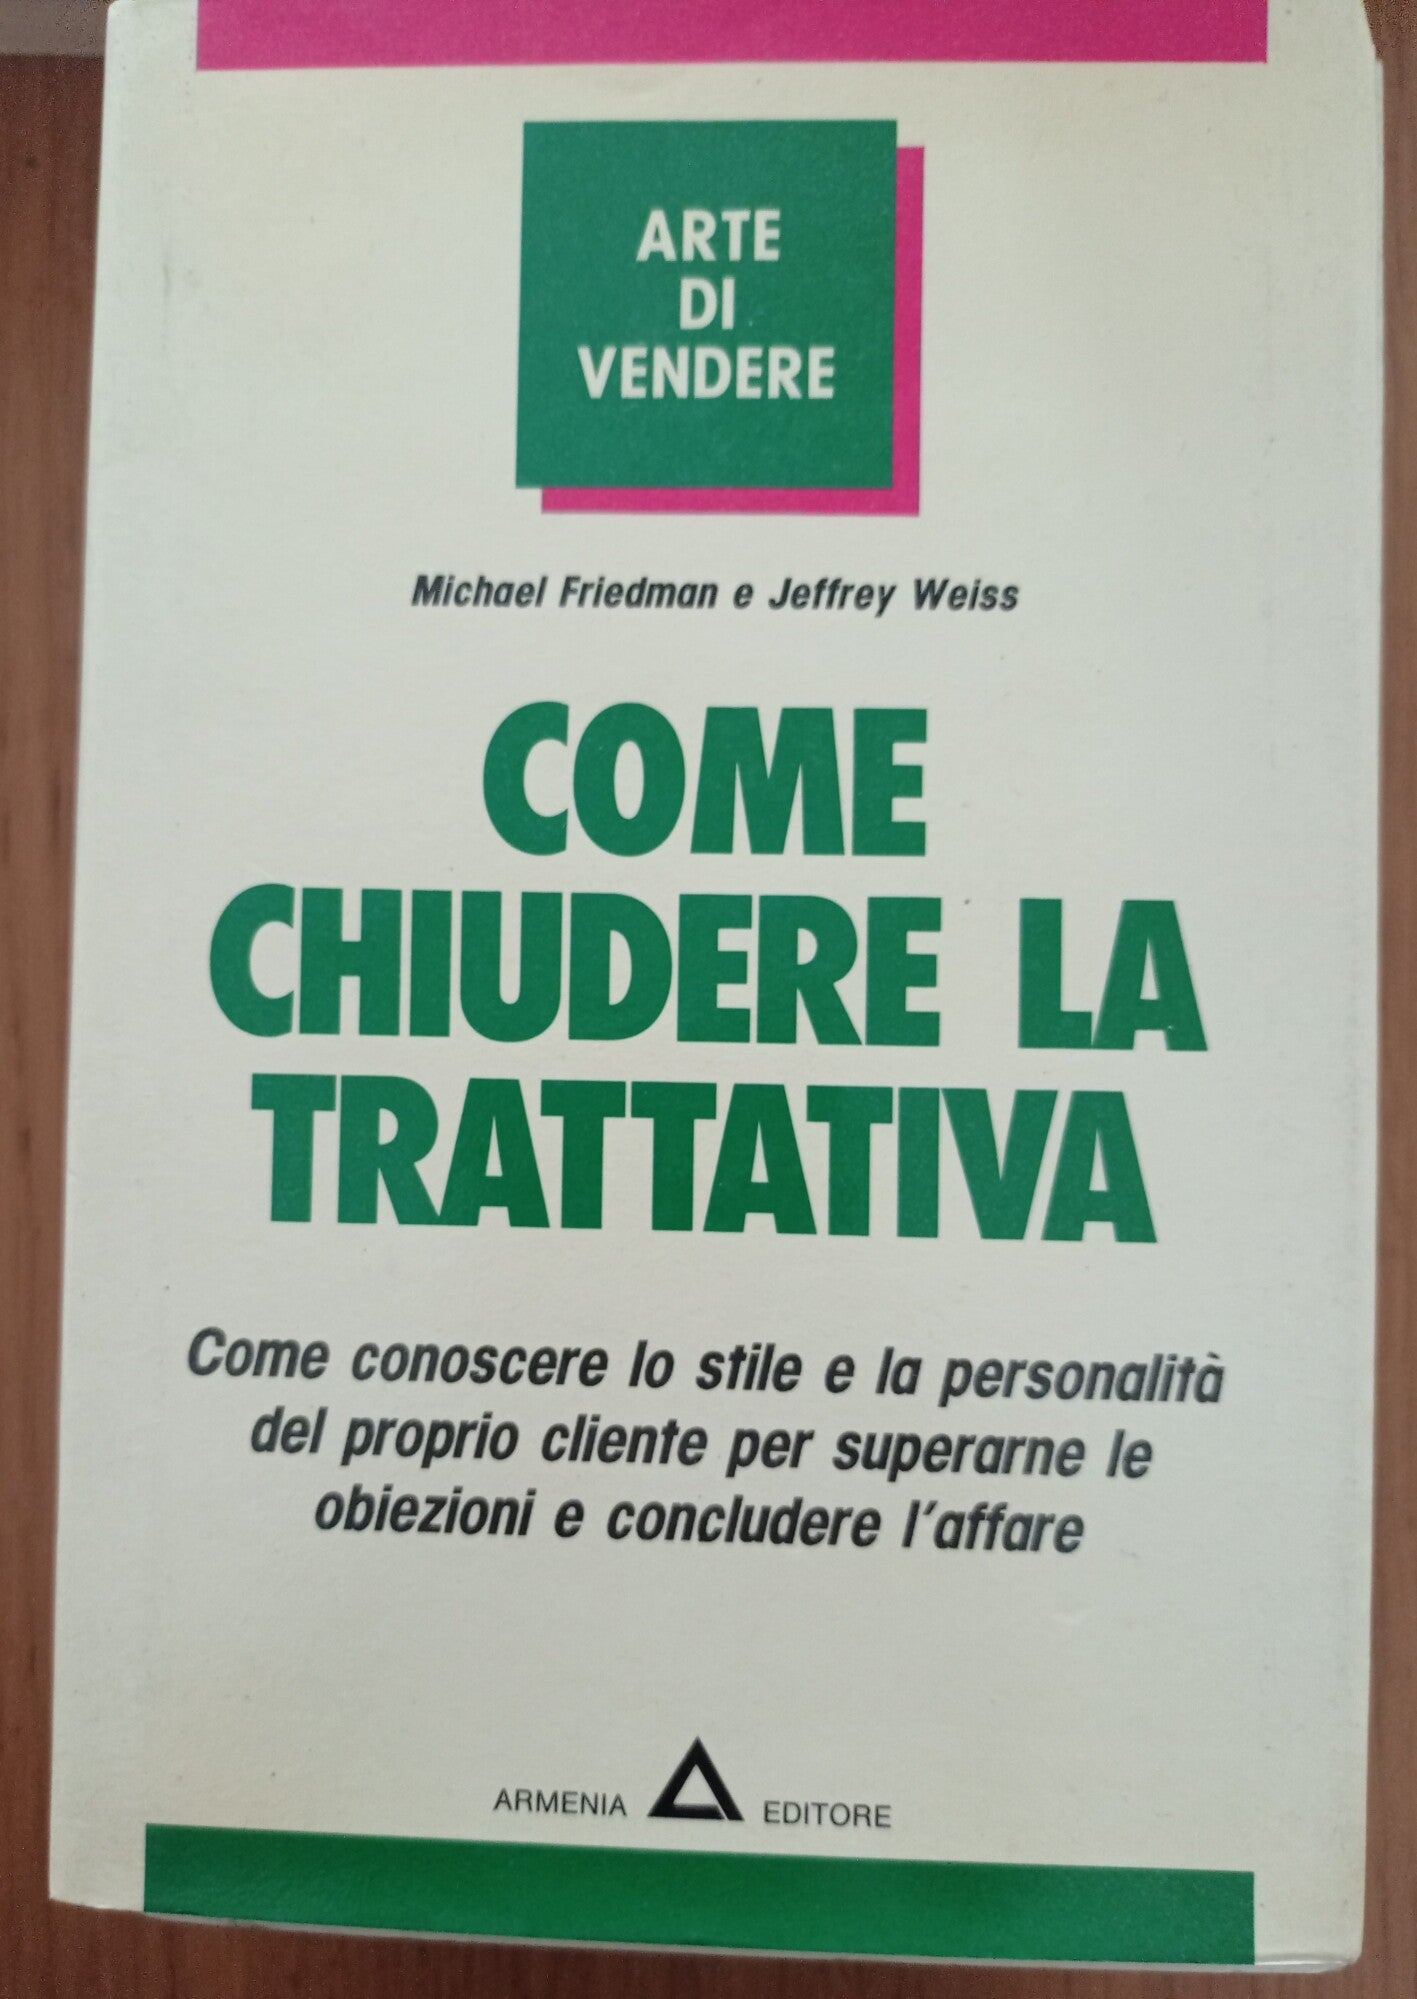 ARTE
DI
VENDERE
Michael Friedman e Jeffrey Weiss
COME
CHIUDERE LA
TRATTATIVA
Come conoscere lo stile e la personalità
del proprio cliente per superarne le
obiezioni e concludere l'affare
ARMENIA EDITORE